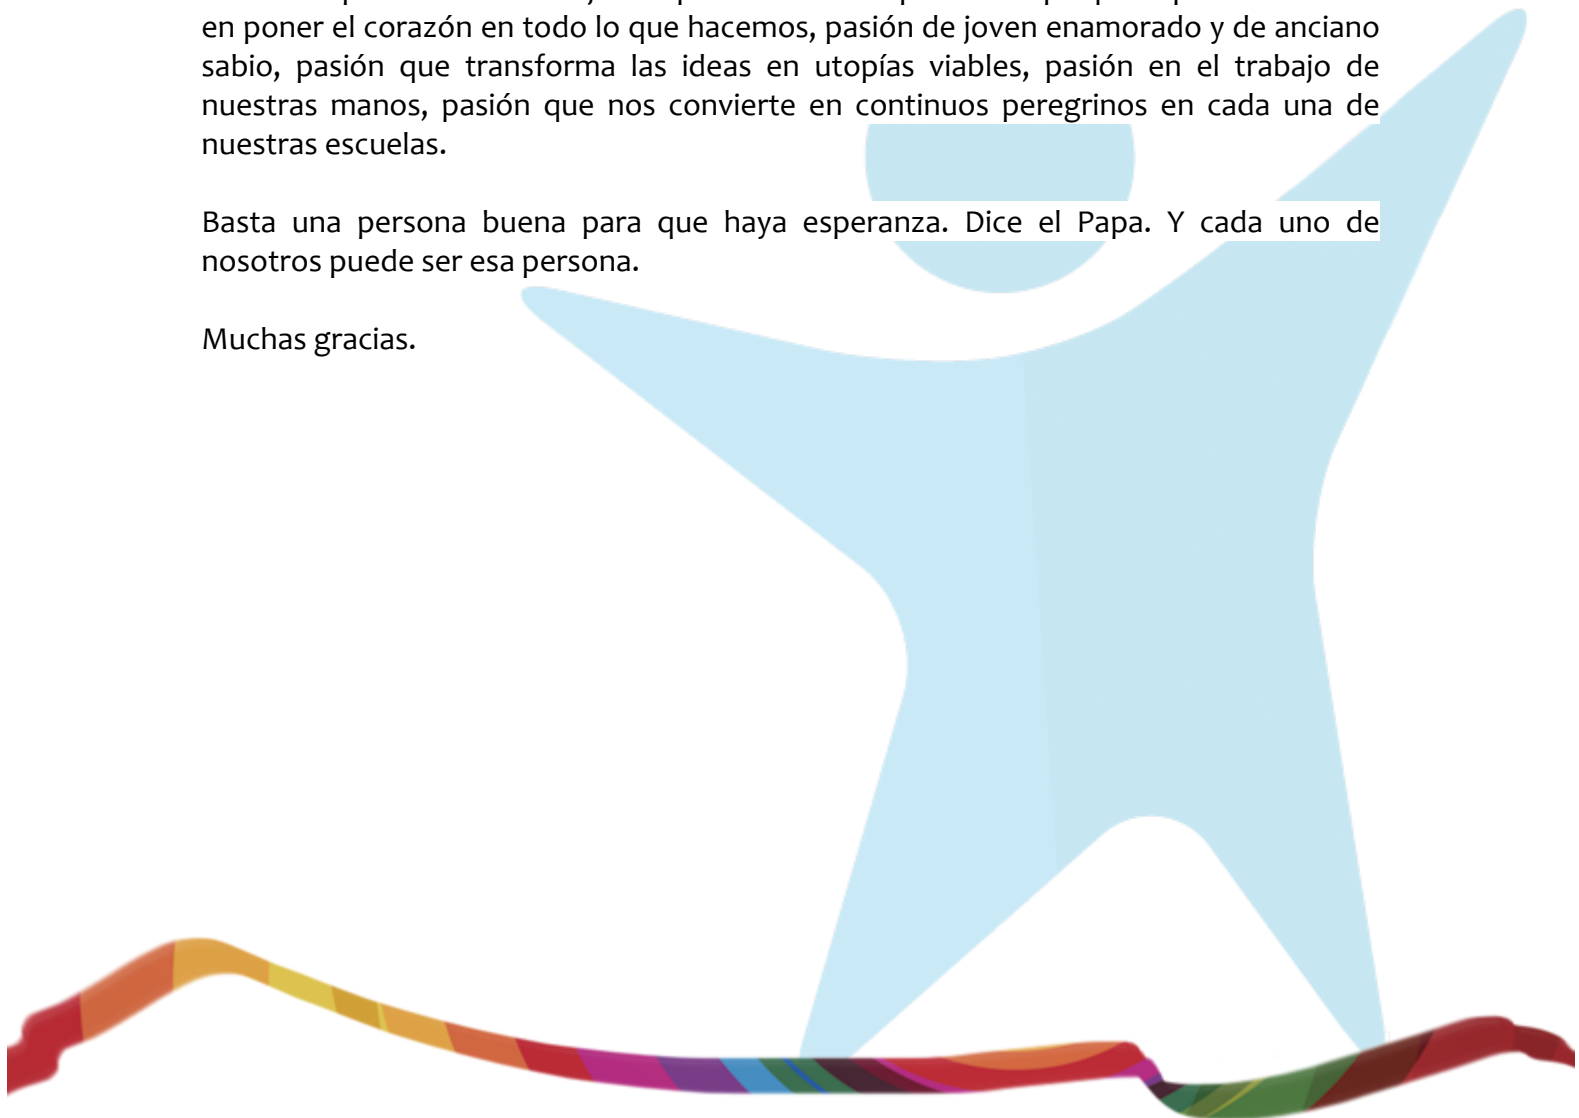 en poner el corazón en todo lo que hacemos, pasión de joven enamorado y de anciano
sabio, pasión que transforma las ideas en utopías viables, pasión en el trabajo de
nuestras manos, pasión que nos convierte en continuos peregrinos en cada una de
nuestras escuelas.
Basta una persona buena para que haya esperanza. Dice el Papa. Y cada uno de
nosotros puede ser esa persona.
Muchas gracias.